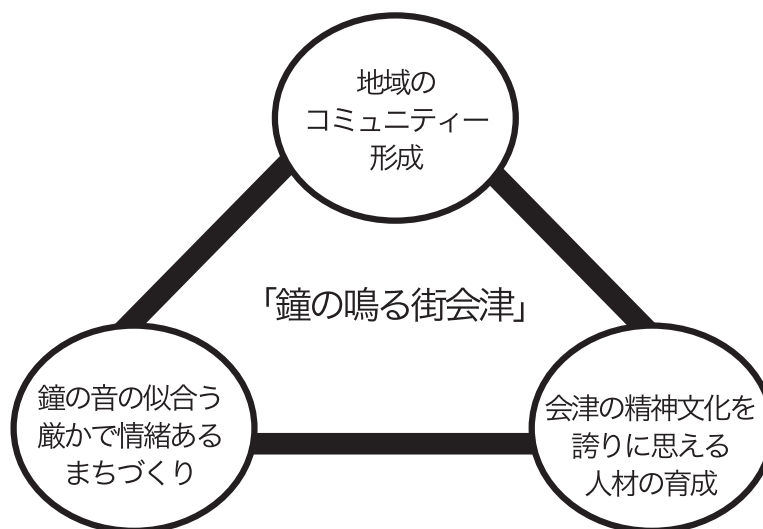 地域の
コミュニティー
形成
「鐘の鳴る街会津」
鐘の音の似合う
厳かで情緒ある
まちづくり
会津の精神文化を
誇りに思える
人材の育成